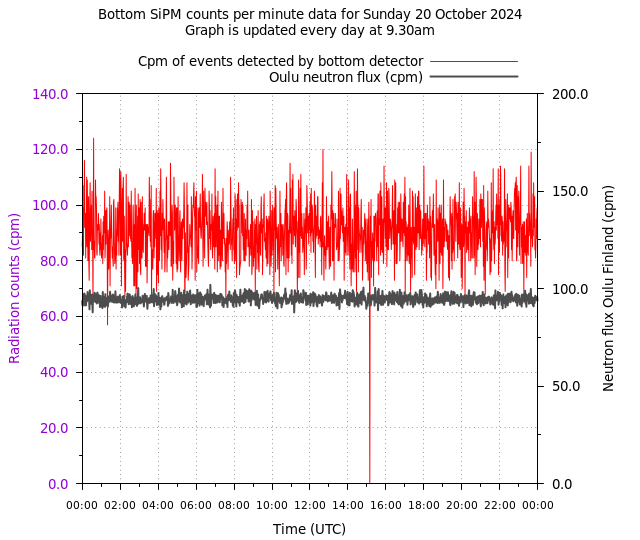 Bottom SiPM counts per minute data for Sunday 20 October 2024
Graph is updated every day at 9.30am
Cpm of events detected by bottom detector
Oulu neutron flux (cpm)
140.0
120.0
100.0
80.0
60.0
40.0
20.0
0.0
Radiation counts (cpm)
200.0
150.0
100.0
50.0
0.0
Neutron flux Oulu Finland (cpm)
00:00 02:00 04:00 06:00 08:00 10:00 12:00 14:00 16:00 18:00 20:00 22:00 00:00
Time (UTC)